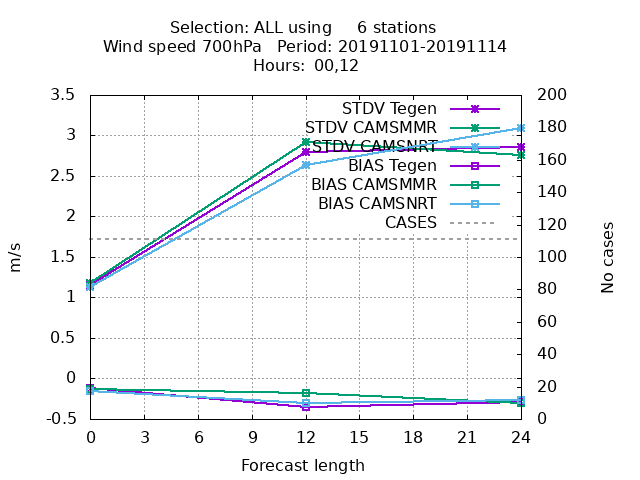 Selection: ALL using 6 stations
Wind speed 700hPa Period: 20191101-20191114
Hours: 00,12
3.5
3
2.5
2
1.5
1
0.5
0
-0.5
m/s
STDV Tegen
STDV CAMSMMR
STDV CAMSNRT
BIAS Tegen
BIAS CAMSMMR
BIAS CAMSNRT
CASES
200
180
160
140
120
100
80
60
40
20
0
No cases
0 3 6 9 12 15 18 21 24
Forecast length